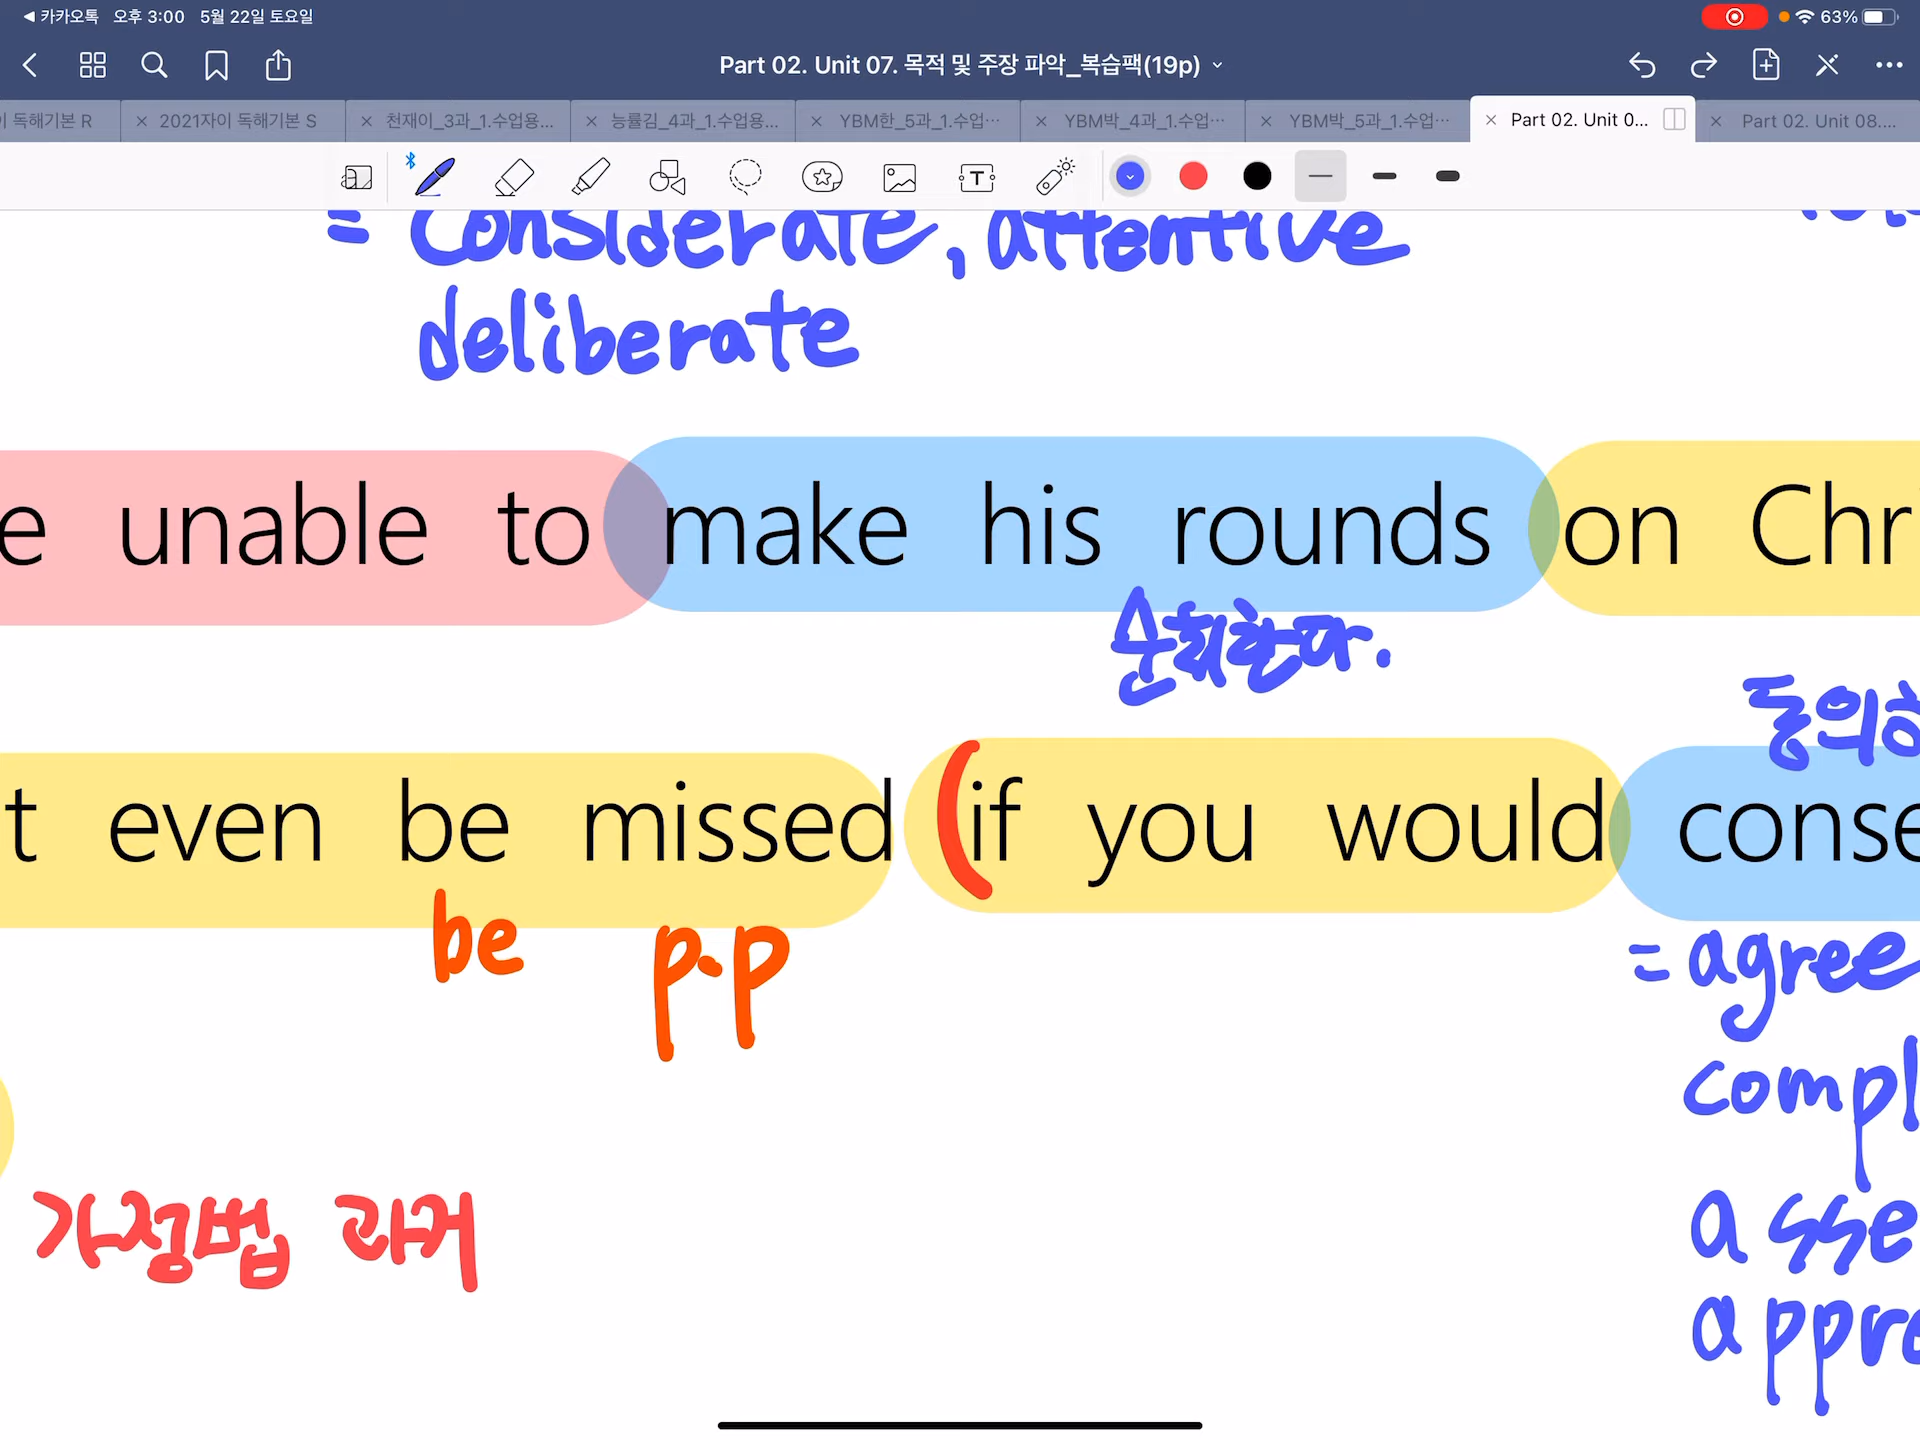 카카오톡 오후 3:00 5월 22일 토요일 63%
Part 02. Unit 07. 목적 및 주장 파악_복습팩(19p)
독해기본 R 2021자이 독해기본 S 천재이_3과_1.수업용... 능률김_4과_1.수업용... YBM한_5과_1.수업... YBM박_4과_1.수업... YBM박_5과_1.수업... Part 02. Unit 0... Part 02. Unit 08....
= considerate, attentive
deliberate
e unable to make his rounds on Chr
순회한다.
동의하
t even be missed (if you would conse
be p.p
= agree
compl
가정법 과거
asse
appro